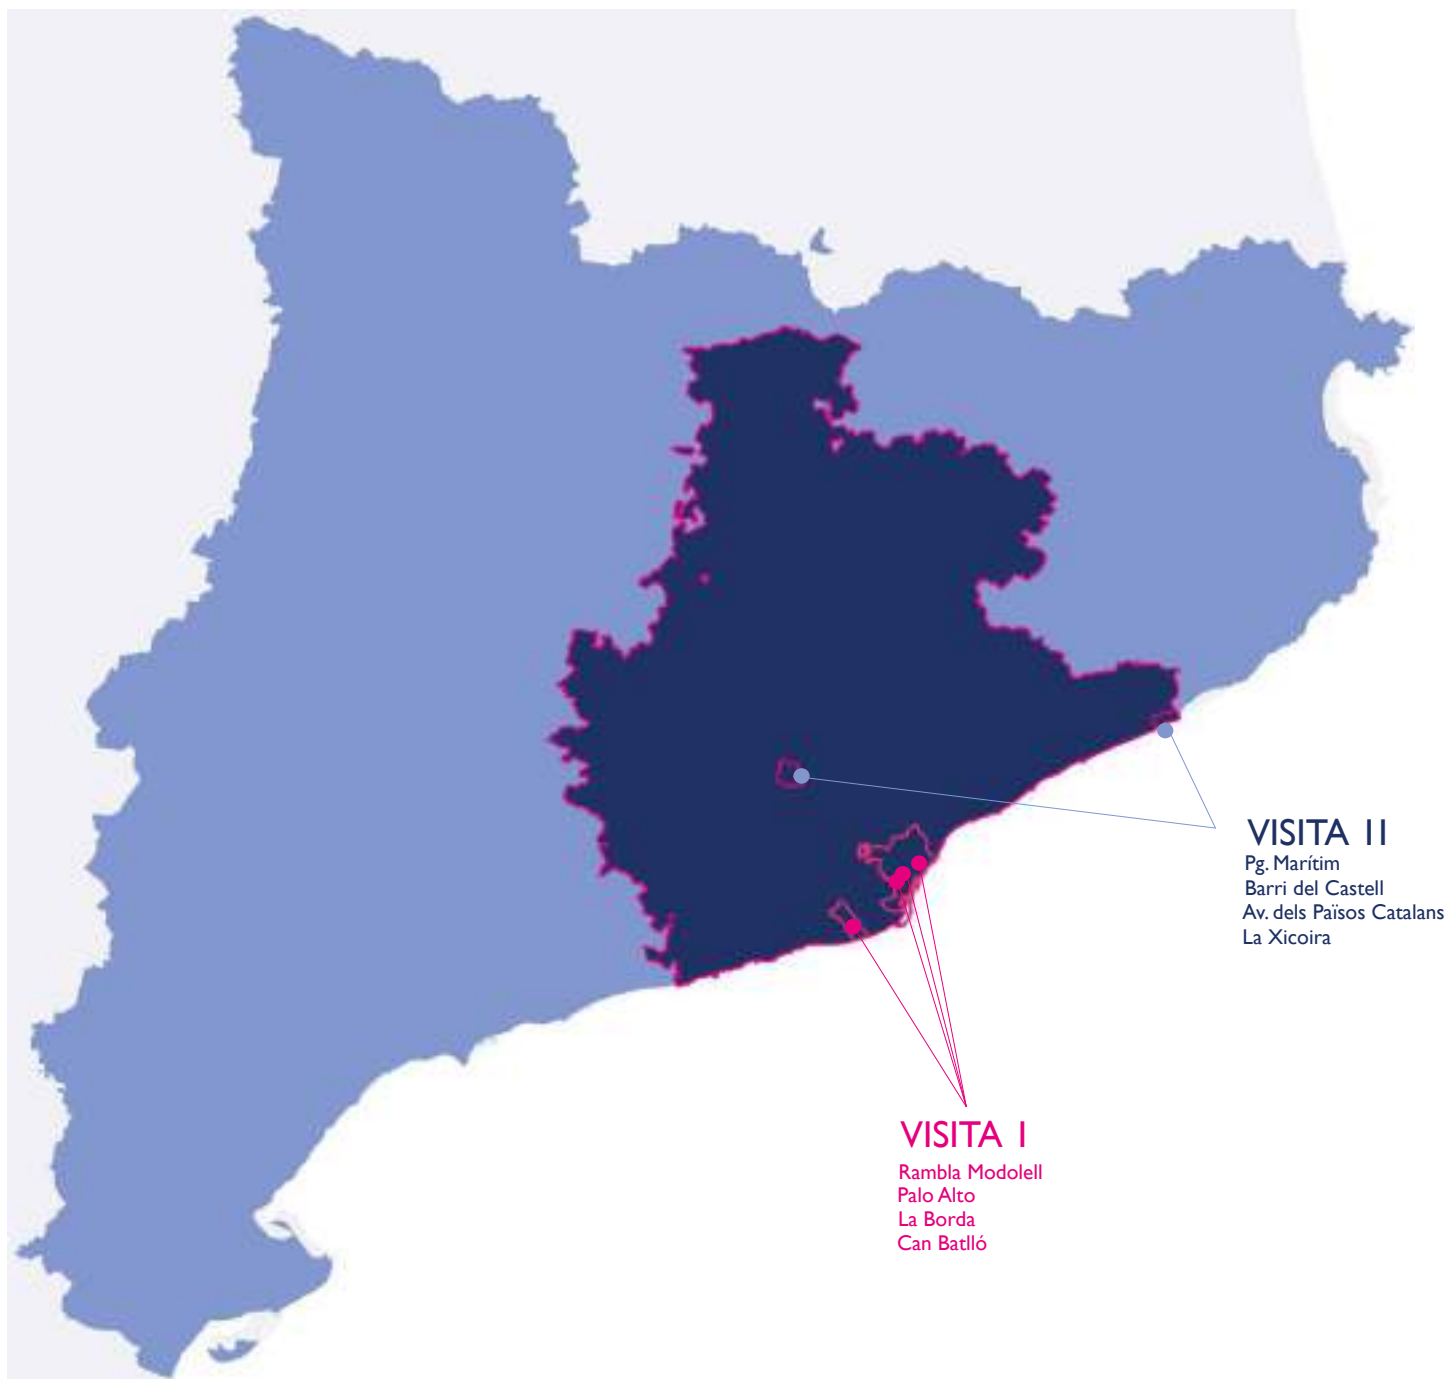 VISITA II
Pg. Marítim
Barri del Castell
Av. dels Països Catalans
La Xicoira
VISITA I
Rambla Modolell
Palo Alto
La Borda
Can Batlló